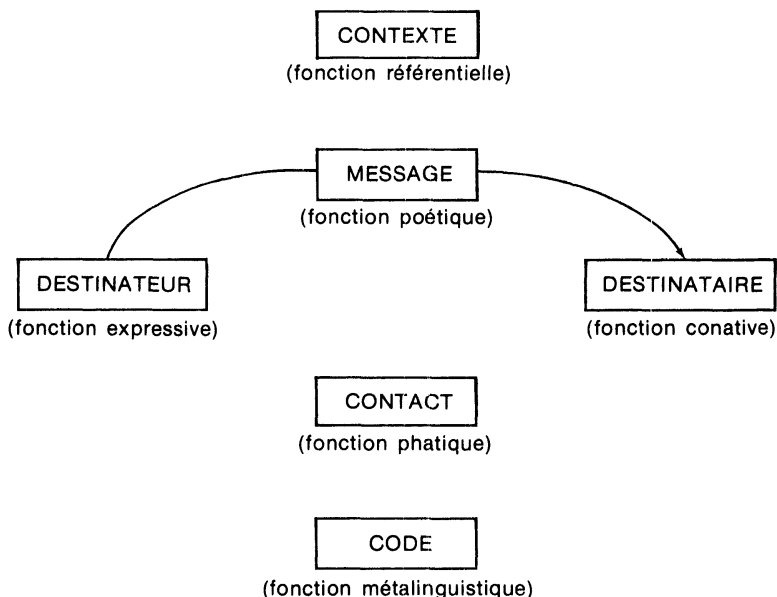 CONTEXTE
(fonction référentielle)
MESSAGE
(fonction poétique)
DESTINATEUR
(fonction expressive)
DESTINATAIRE
(fonction conative)
CONTACT
(fonction phatique)
CODE
(fonction métalinguistique)